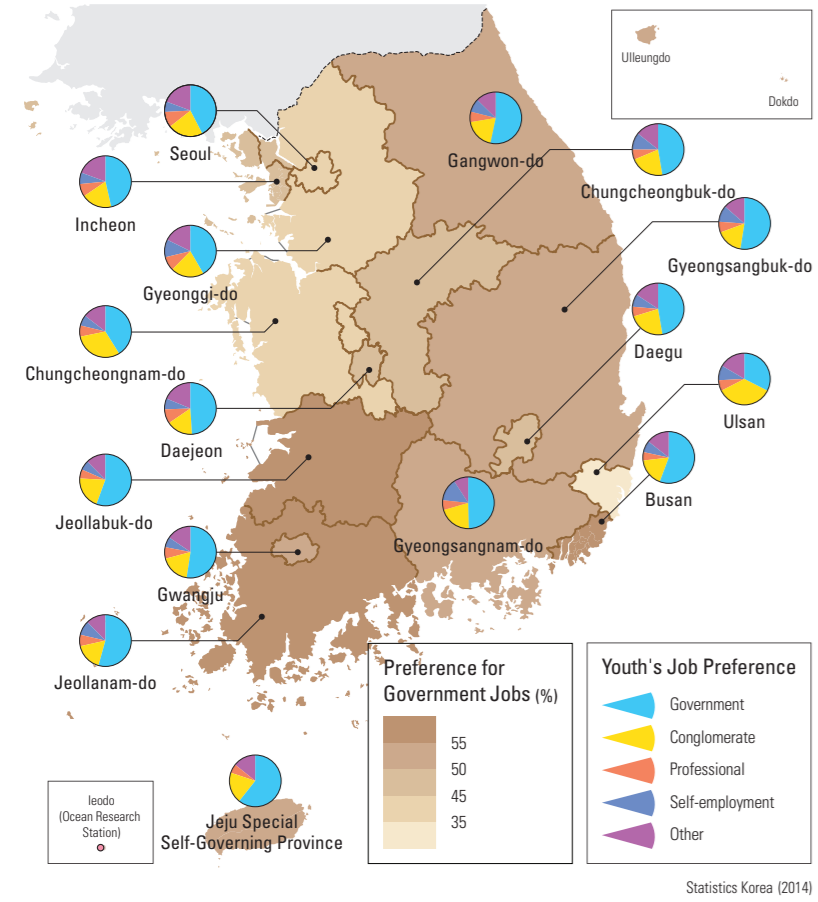 Ulleungdo
Dokdo
Seoul
Gangwon-do
Chungcheongbuk-do
Incheon
Gyeongsangbuk-do
Gyeonggi-do
Daegu
Chungcheongnam-do
Ulsan
Daejeon
Busan
Jeollabuk-do
Gyeongsangnam-do
Gwangju
Jeollanam-do
Preference for
Government Jobs (%)
55
50
45
35
Youth's Job Preference
Government
Conglomerate
Professional
Self-employment
Other
Ieodo
(Ocean Research
Station)
Jeju Special
Self-Governing Province
Statistics Korea (2014)